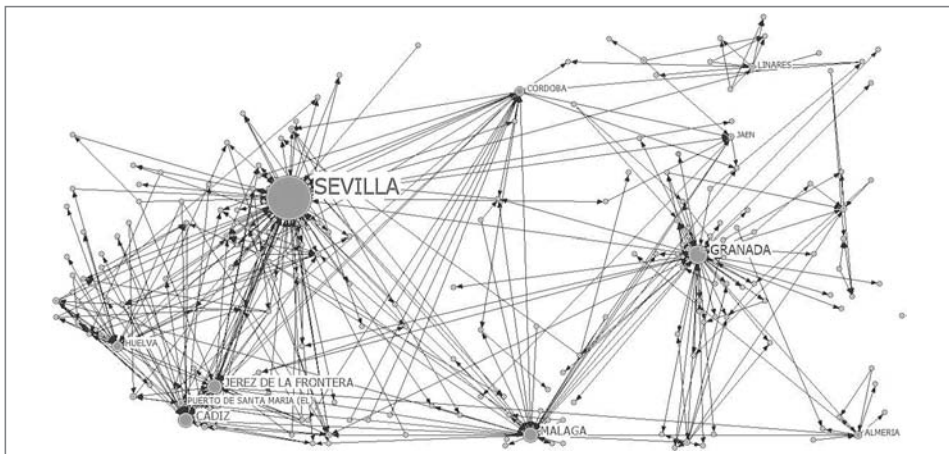 LINARES
CORDOBA
JAEN
SEVILLA
GRANADA
HUELVA
JEREZ DE LA FRONTERA
PUERTO DE SANTA MARIA (EL)
CADIZ
MALAGA
ALMERIA